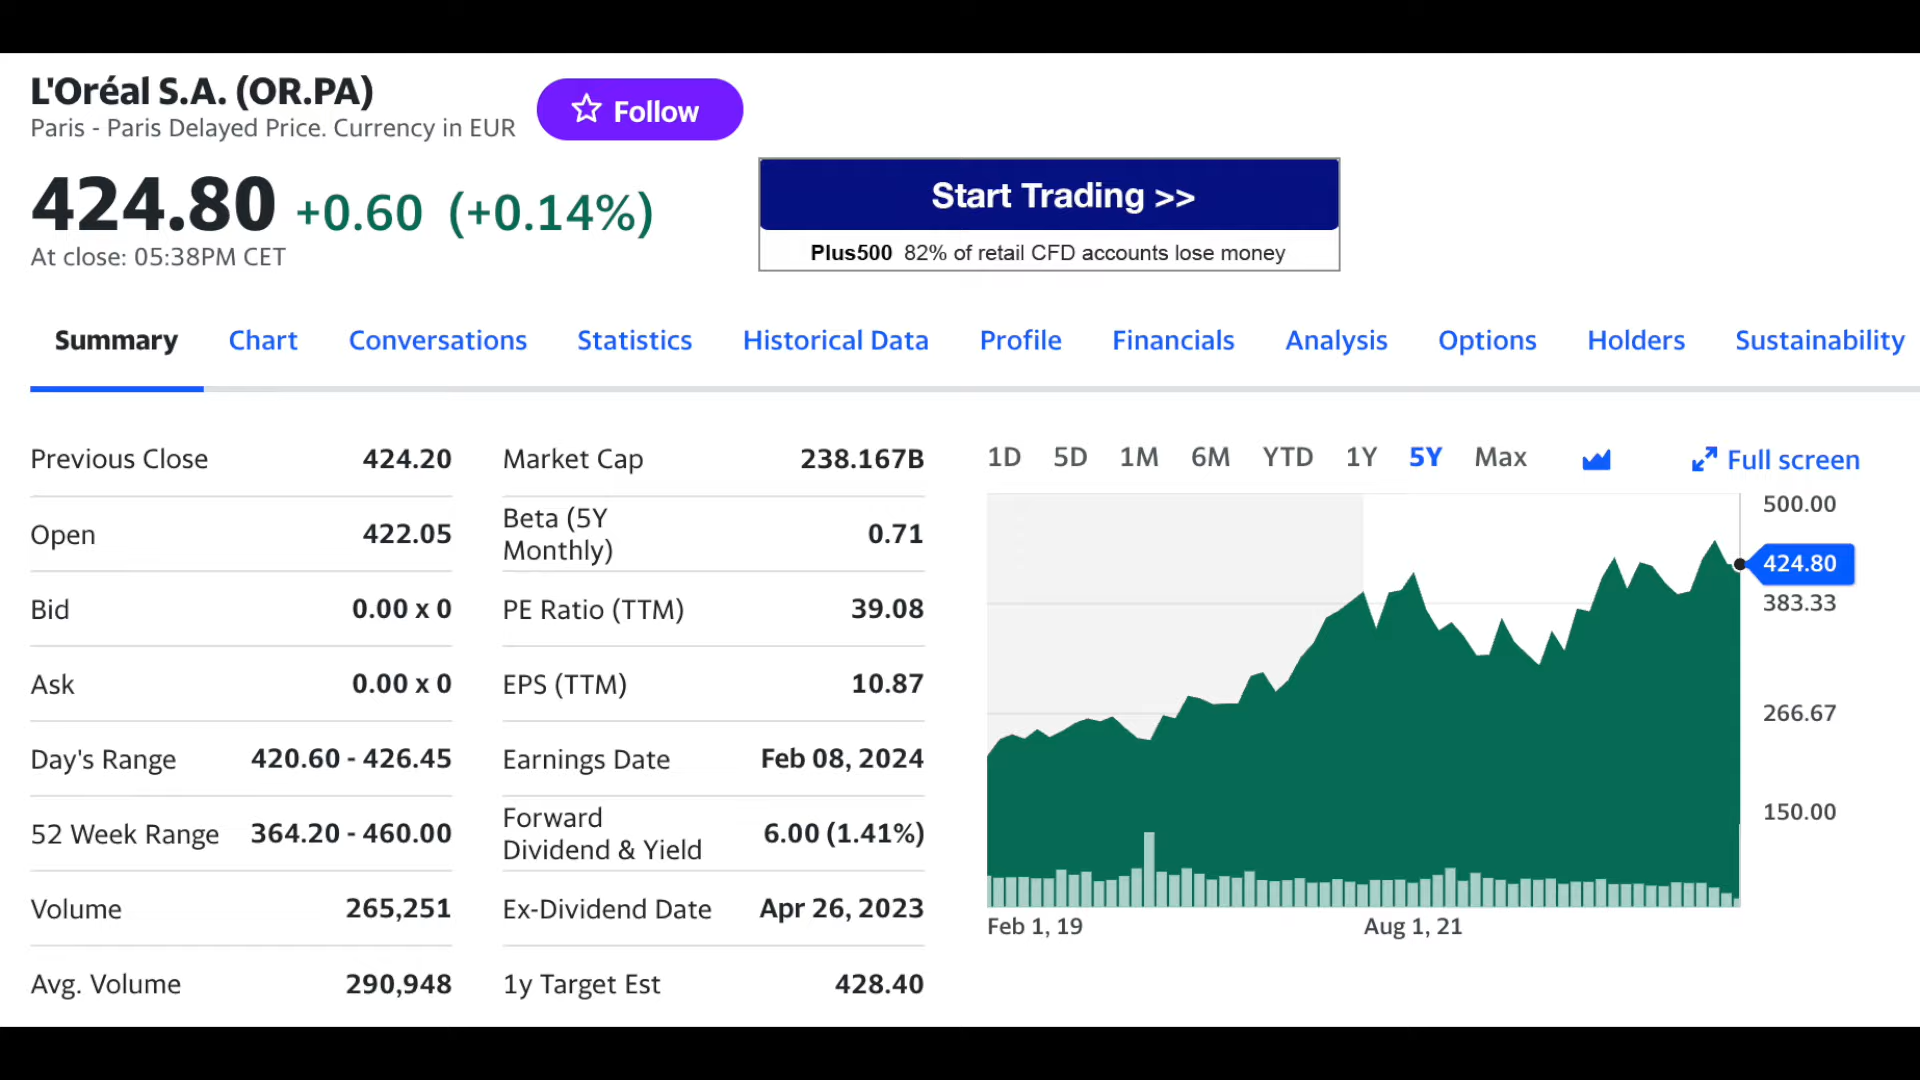 L'Oréal S.A. (OR.PA)
Paris - Paris Delayed Price. Currency in EUR
Follow
424.80 +0.60 (+0.14%)
At close: 05:38PM CET
Start Trading >>
Plus500 82% of retail CFD accounts lose money
Summary Chart Conversations Statistics Historical Data Profile Financials Analysis Options Holders Sustainability
Previous Close 424.20
Open 422.05
Bid 0.00 x 0
Ask 0.00 x 0
Day's Range 420.60 - 426.45
52 Week Range 364.20 - 460.00
Volume 265,251
Avg. Volume 290,948
Market Cap 238.167B
Beta (5Y
Monthly) 0.71
PE Ratio (TTM) 39.08
EPS (TTM) 10.87
Earnings Date Feb 08, 2024
Forward
Dividend & Yield 6.00 (1.41%)
Ex-Dividend Date Apr 26, 2023
1y Target Est 428.40
1D 5D 1M 6M YTD 1Y 5Y Max Full screen
500.00
424.80
383.33
266.67
150.00
Feb 1, 19 Aug 1, 21